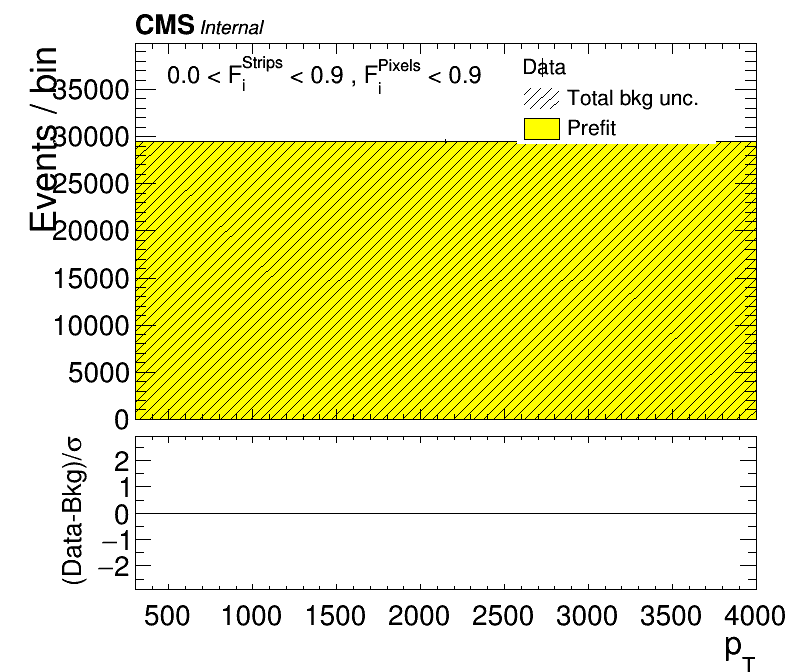 CMS Internal
0.0 < F_i^Strips < 0.9 , F_i^Pixels < 0.9
Data
Total bkg unc.
Prefit
Events / bin
35000
30000
25000
20000
15000
10000
5000
0
(Data-Bkg)/σ
2
1
0
−1
−2
500 1000 1500 2000 2500 3000 3500 4000
p_T